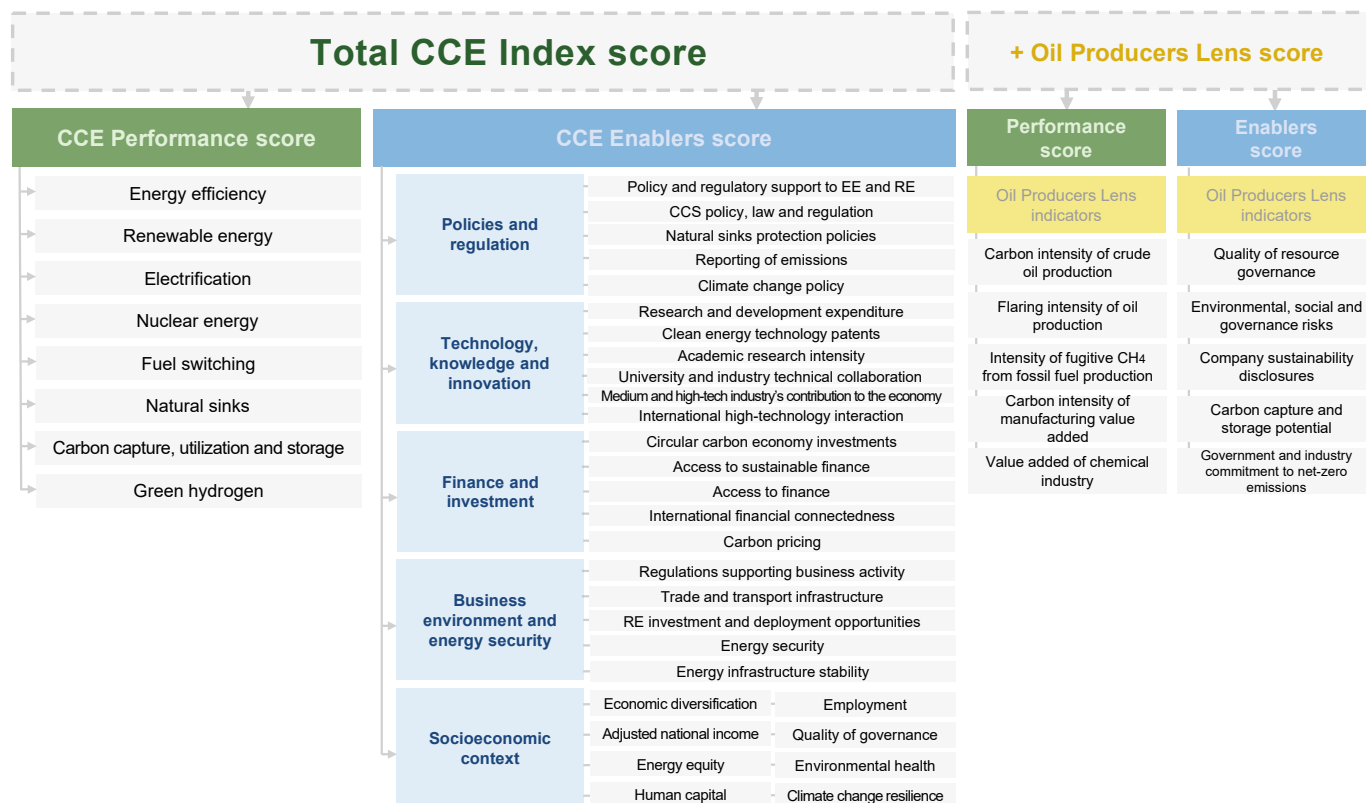 Total CCE Index score
+ Oil Producers Lens score
CCE Performance score
Energy efficiency
Renewable energy
Electrification
Nuclear energy
Fuel switching
Natural sinks
Carbon capture, utilization and storage
Green hydrogen
CCE Enablers score
Policies and
regulation
Policy and regulatory support to EE and RE
CCS policy, law and regulation
Natural sinks protection policies
Reporting of emissions
Climate change policy
Technology,
knowledge and
innovation
Research and development expenditure
Clean energy technology patents
Academic research intensity
University and industry technical collaboration
Medium and high-tech industry's contribution to the economy
International high-technology interaction
Finance and
investment
Circular carbon economy investments
Access to sustainable finance
Access to finance
International financial connectedness
Carbon pricing
Business
environment and
energy security
Regulations supporting business activity
Trade and transport infrastructure
RE investment and deployment opportunities
Energy security
Energy infrastructure stability
Socioeconomic
context
Economic diversification
Employment
Adjusted national income
Quality of governance
Energy equity
Environmental health
Human capital
Climate change resilience
Performance
score
Oil Producers Lens
indicators
Carbon intensity of crude
oil production
Flaring intensity of oil
production
Intensity of fugitive CH4
from fossil fuel production
Carbon intensity of
manufacturing value
added
Value added of chemical
industry
Enablers
score
Oil Producers Lens
indicators
Quality of resource
governance
Environmental, social and
governance risks
Company sustainability
disclosures
Carbon capture and
storage potential
Government and industry
commitment to net-zero
emissions